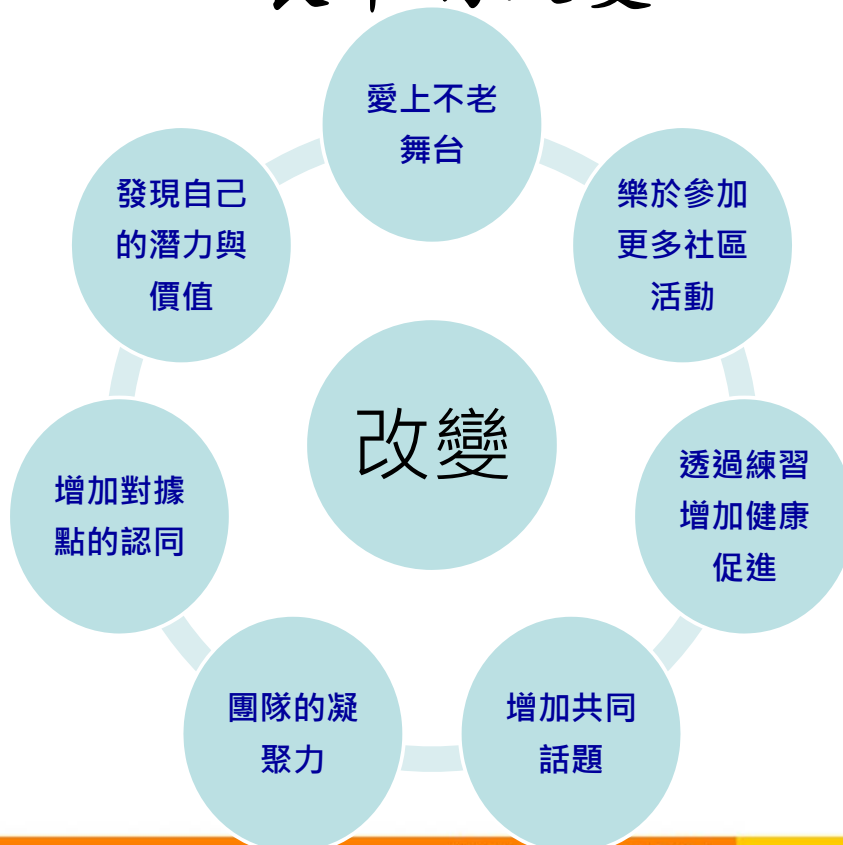 愛上不老
舞台
樂於參加
更多社區
活動
透過練習
增加健康
促進
增加共同
話題
團隊的凝
聚力
增加對據
點的認同
發現自己
的潛力與
價值
改變